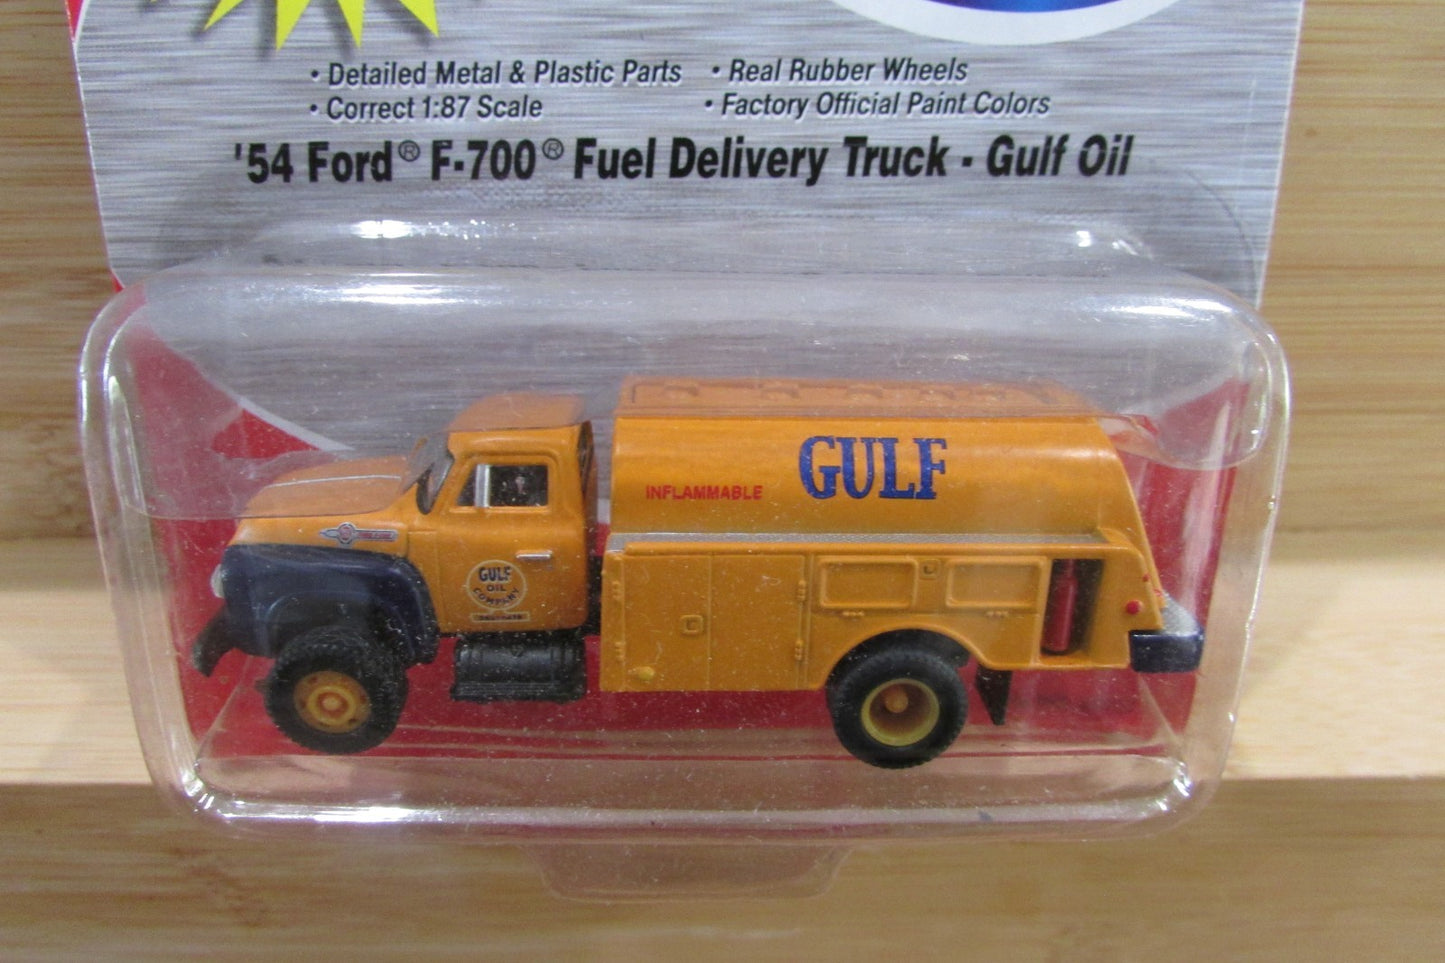 • Detailed Metal & Plastic Parts • Real Rubber Wheels
• Correct 1:87 Scale • Factory Official Paint Colors
'54 Ford® F-700® Fuel Delivery Truck - Gulf Oil
INFLAMMABLE GULF
GULF
OIL
COMPANY